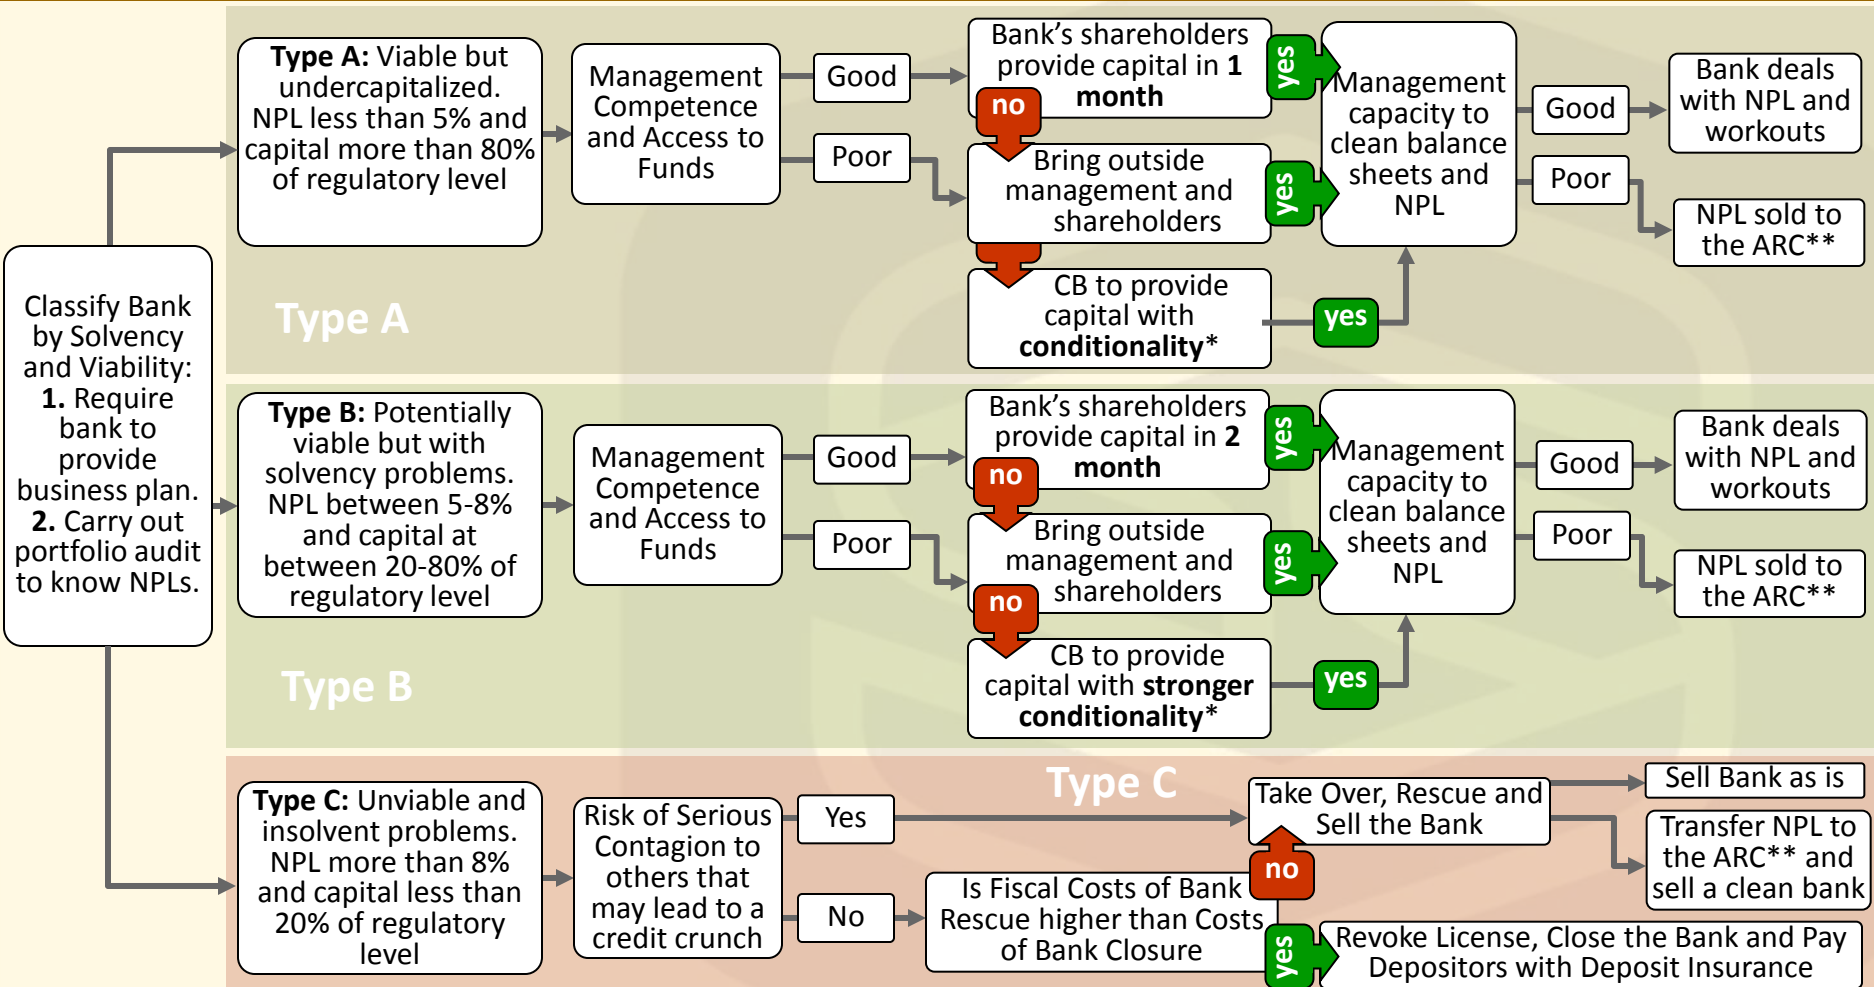 Classify Bank
by Solvency
and Viability:
1. Require
bank to
provide
business plan.
2. Carry out
portfolio audit
to know NPLs.
Type A: Viable but
undercapitalized.
NPL less than 5% and
capital more than 80%
of regulatory level
Management
Competence
and Access to
Funds
Good
Poor
Bank's shareholders
provide capital in 1
month
yes
no
Bring outside
management and
shareholders
yes
CB to provide
capital with
conditionality*
yes
Management
capacity to
clean balance
sheets and
NPL
Good
Poor
Bank deals
with NPL and
workouts
NPL sold to
the ARC**
Type A
Type B: Potentially
viable but with
solvency problems.
NPL between 5-8%
and capital at
between 20-80% of
regulatory level
Management
Competence
and Access to
Funds
Good
Poor
Bank's shareholders
provide capital in 2
month
yes
no
Bring outside
management and
shareholders
yes
no
CB to provide
capital with stronger
conditionality*
yes
Management
capacity to
clean balance
sheets and
NPL
Good
Poor
Bank deals
with NPL and
workouts
NPL sold to
the ARC**
Type B
Type C
Type C: Unviable and
insolvent problems.
NPL more than 8%
and capital less than
20% of regulatory
level
Risk of Serious
Contagion to
others that
may lead to a
credit crunch
Yes
No
Take Over, Rescue and
Sell the Bank
Sell Bank as is
Transfer NPL to
the ARC** and
sell a clean bank
Is Fiscal Costs of Bank
Rescue higher than Costs
of Bank Closure
no
yes
Revoke License, Close the Bank and Pay
Depositors with Deposit Insurance